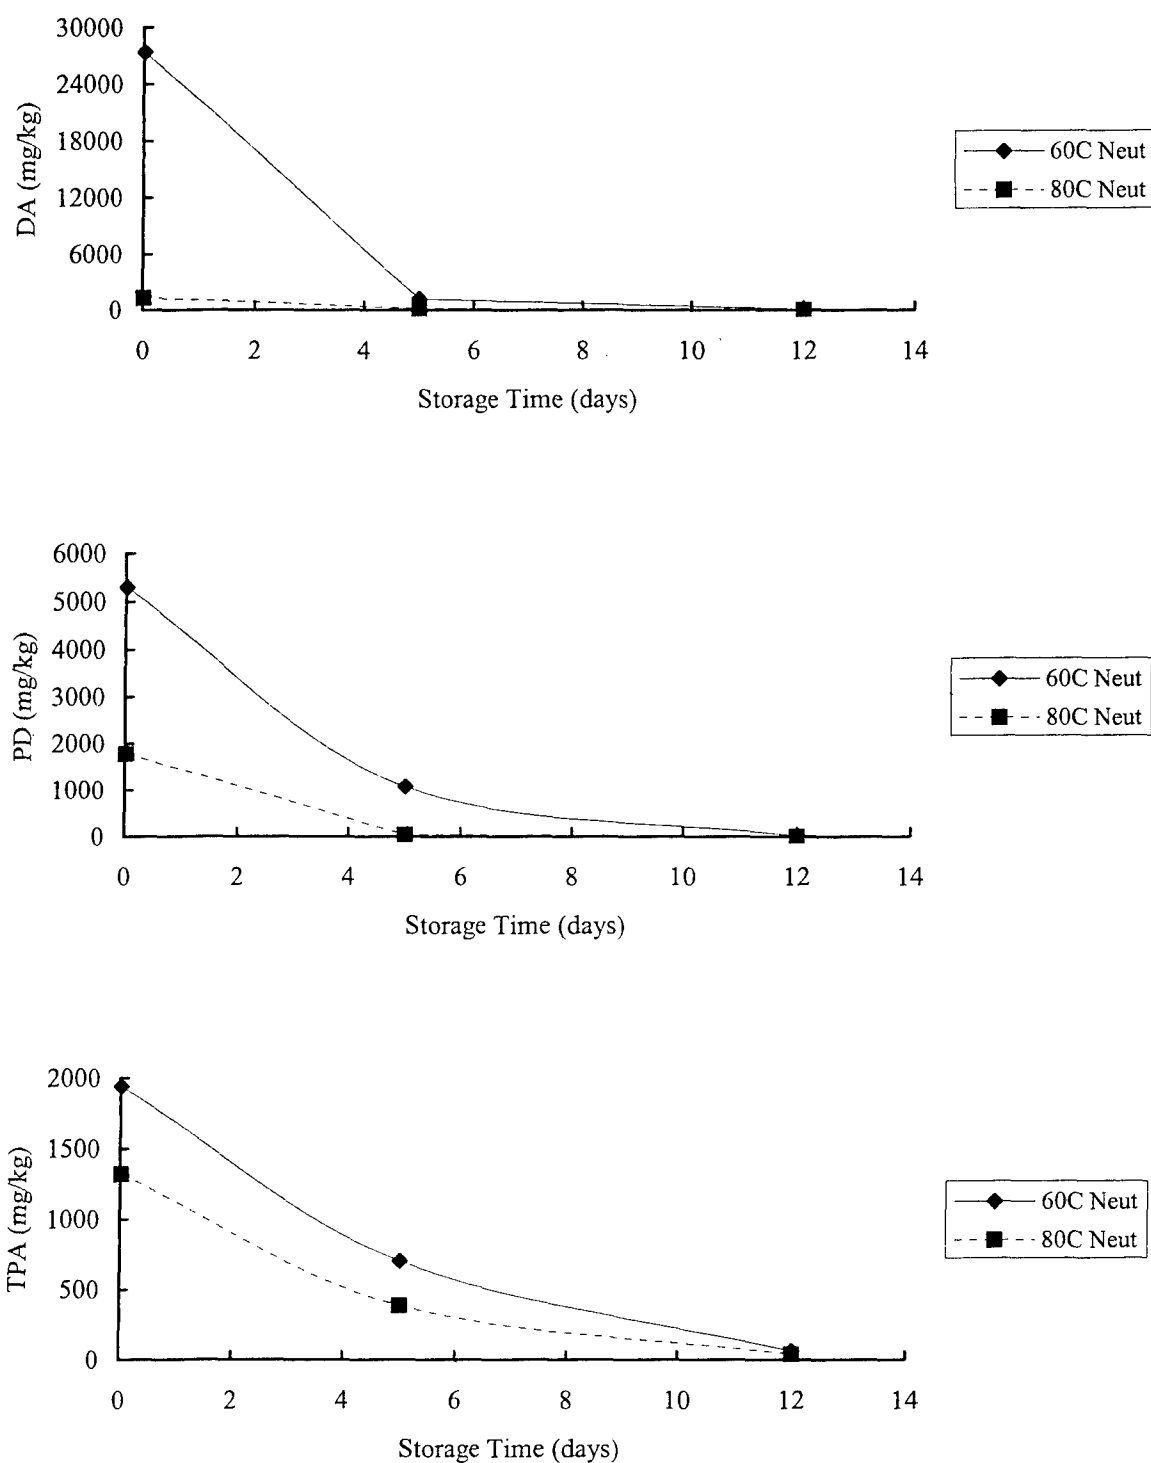 30000
24000
18000
12000
6000
0
DA (mg/kg)
0 2 4 6 8 10 12 14
Storage Time (days)
60C Neut
80C Neut
6000
5000
4000
3000
2000
1000
0
PD (mg/kg)
0 2 4 6 8 10 12 14
Storage Time (days)
60C Neut
80C Neut
2000
1500
1000
500
0
TPA (mg/kg)
0 2 4 6 8 10 12 14
Storage Time (days)
60C Neut
80C Neut